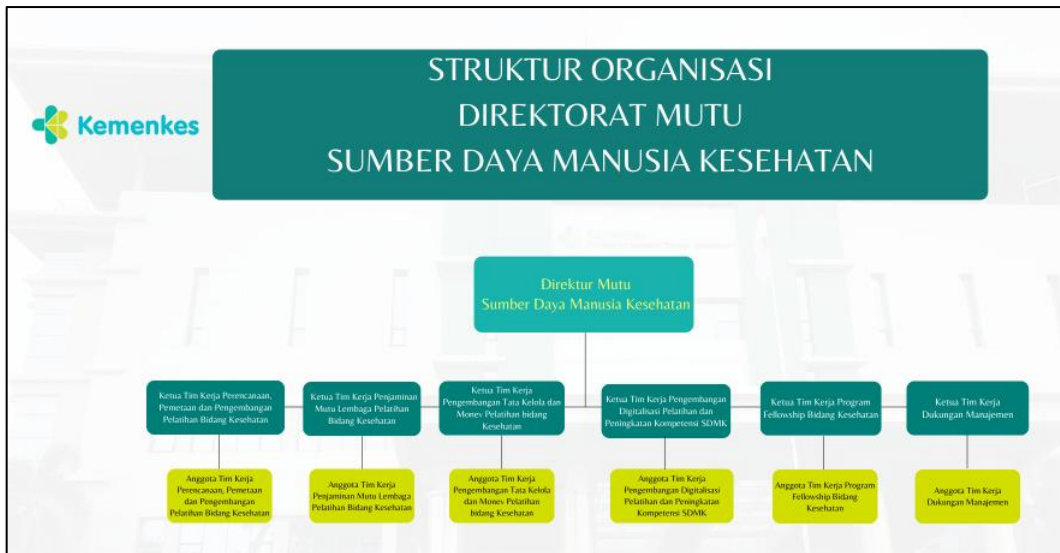 STRUKTUR ORGANISASI
DIREKTORAT MUTU
SUMBER DAYA MANUSIA KESEHATAN
Kemenkes
Direktur Mutu
Sumber Daya Manusia Kesehatan
Ketua Tim Kerja Perencanaan,
Pemetaan dan Pengembangan
Pelatihan Bidang Kesehatan
Ketua Tim Kerja Penjaminan
Mutu Lembaga Pelatihan
Bidang Kesehatan
Ketua Tim Kerja
Pengembangan Tata Kelola dan
Monev Pelatihan bidang
Kesehatan
Ketua Tim Kerja Pengembangan
Digitalisasi Pelatihan dan
Peningkatan Kompetensi SDMK
Ketua Tim Kerja Program
Fellowship Bidang Kesehatan
Ketua Tim Kerja
Dukungan Manajemen
Anggota Tim Kerja
Perencanaan, Pemetaan
dan Pengembangan
Pelatihan Bidang Kesehatan
Anggota Tim Kerja
Penjaminan Mutu Lembaga
Pelatihan Bidang Kesehatan
Anggota Tim Kerja
Pengembangan Tata Kelola
dan Monev Pelatihan
bidang Kesehatan
Anggota Tim Kerja
Pengembangan Digitalisasi
Pelatihan dan Peningkatan
Kompetensi SDMK
Anggota Tim Kerja Program
Fellowship Bidang
Kesehatan
Anggota Tim Kerja
Dukungan Manajemen